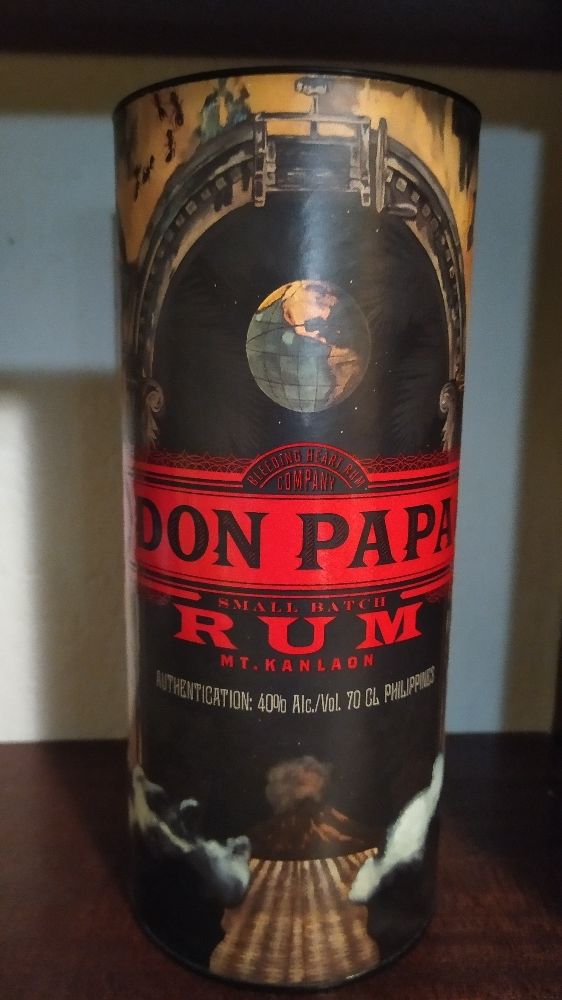 BLEEDING HEART RUM
COMPANY
DON PAPA
SMALL BATCH
RUM
MT. KANLAON
AUTHENTICATION: 40% Alc./Vol. 70 CL PHILIPPINES